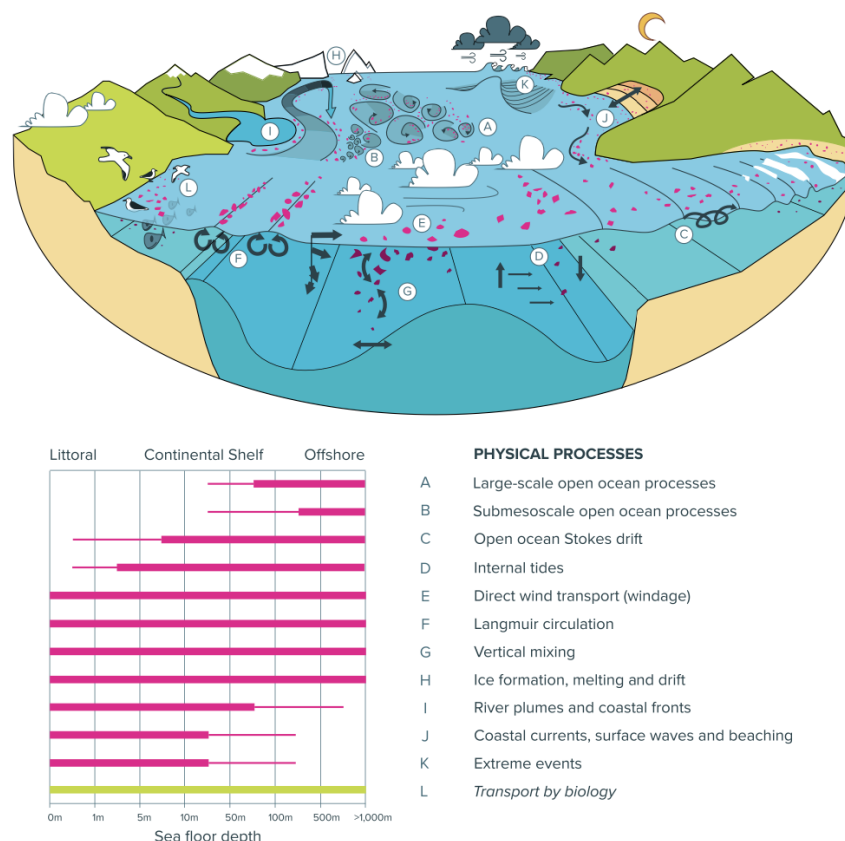 H
K
I
A
J
B
L
E
F
D
C
G
Littoral Continental Shelf Offshore
PHYSICAL PROCESSES
A Large-scale open ocean processes
B Submesoscale open ocean processes
C Open ocean Stokes drift
D Internal tides
E Direct wind transport (windage)
F Langmuir circulation
G Vertical mixing
H Ice formation, melting and drift
I River plumes and coastal fronts
J Coastal currents, surface waves and beaching
K Extreme events
L Transport by biology
0m 1m 5m 10m 50m 100m 500m >1,000m
Sea floor depth